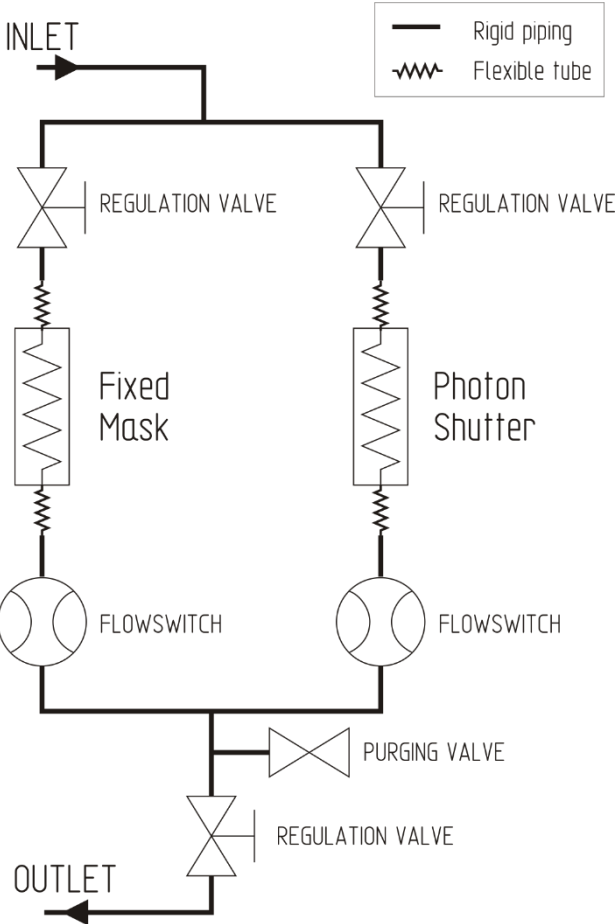 INLET
Rigid piping
Flexible tube
REGULATION VALVE
REGULATION VALVE
Fixed
Mask
Photon
Shutter
FLOWSWITCH
FLOWSWITCH
PURGING VALVE
REGULATION VALVE
OUTLET